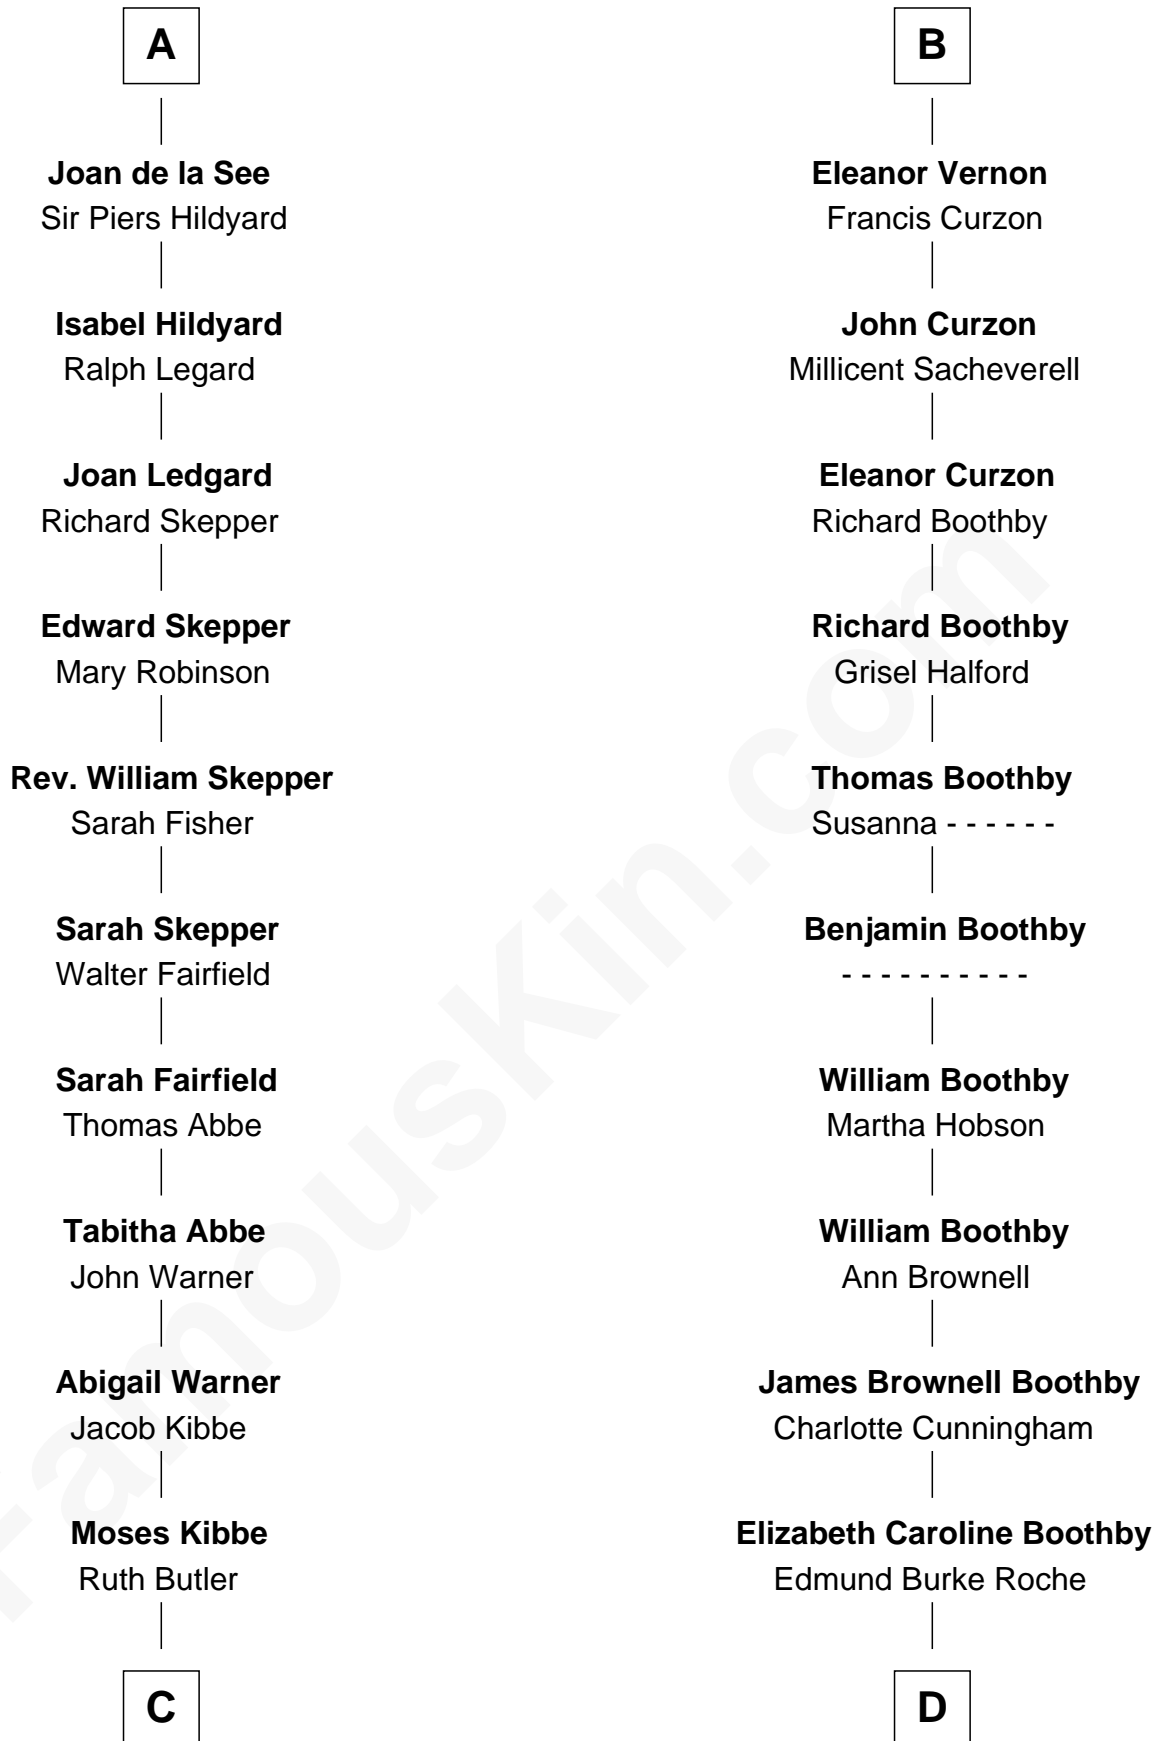 A
Joan de la See
Sir Piers Hildyard
Isabel Hildyard
Ralph Legard
Joan Ledgard
Richard Skepper
Edward Skepper
Mary Robinson
Rev. William Skepper
Sarah Fisher
Sarah Skepper
Walter Fairfield
Sarah Fairfield
Thomas Abbe
Tabitha Abbe
John Warner
Abigail Warner
Jacob Kibbe
Moses Kibbe
Ruth Butler
C
B
Eleanor Vernon
Francis Curzon
John Curzon
Millicent Sacheverell
Eleanor Curzon
Richard Boothby
Richard Boothby
Grisel Halford
Thomas Boothby
Susanna - - - - - -
Benjamin Boothby
- - - - - - - - - -
William Boothby
Martha Hobson
William Boothby
Ann Brownell
James Brownell Boothby
Charlotte Cunningham
Elizabeth Caroline Boothby
Edmund Burke Roche
D
FamousKin.com